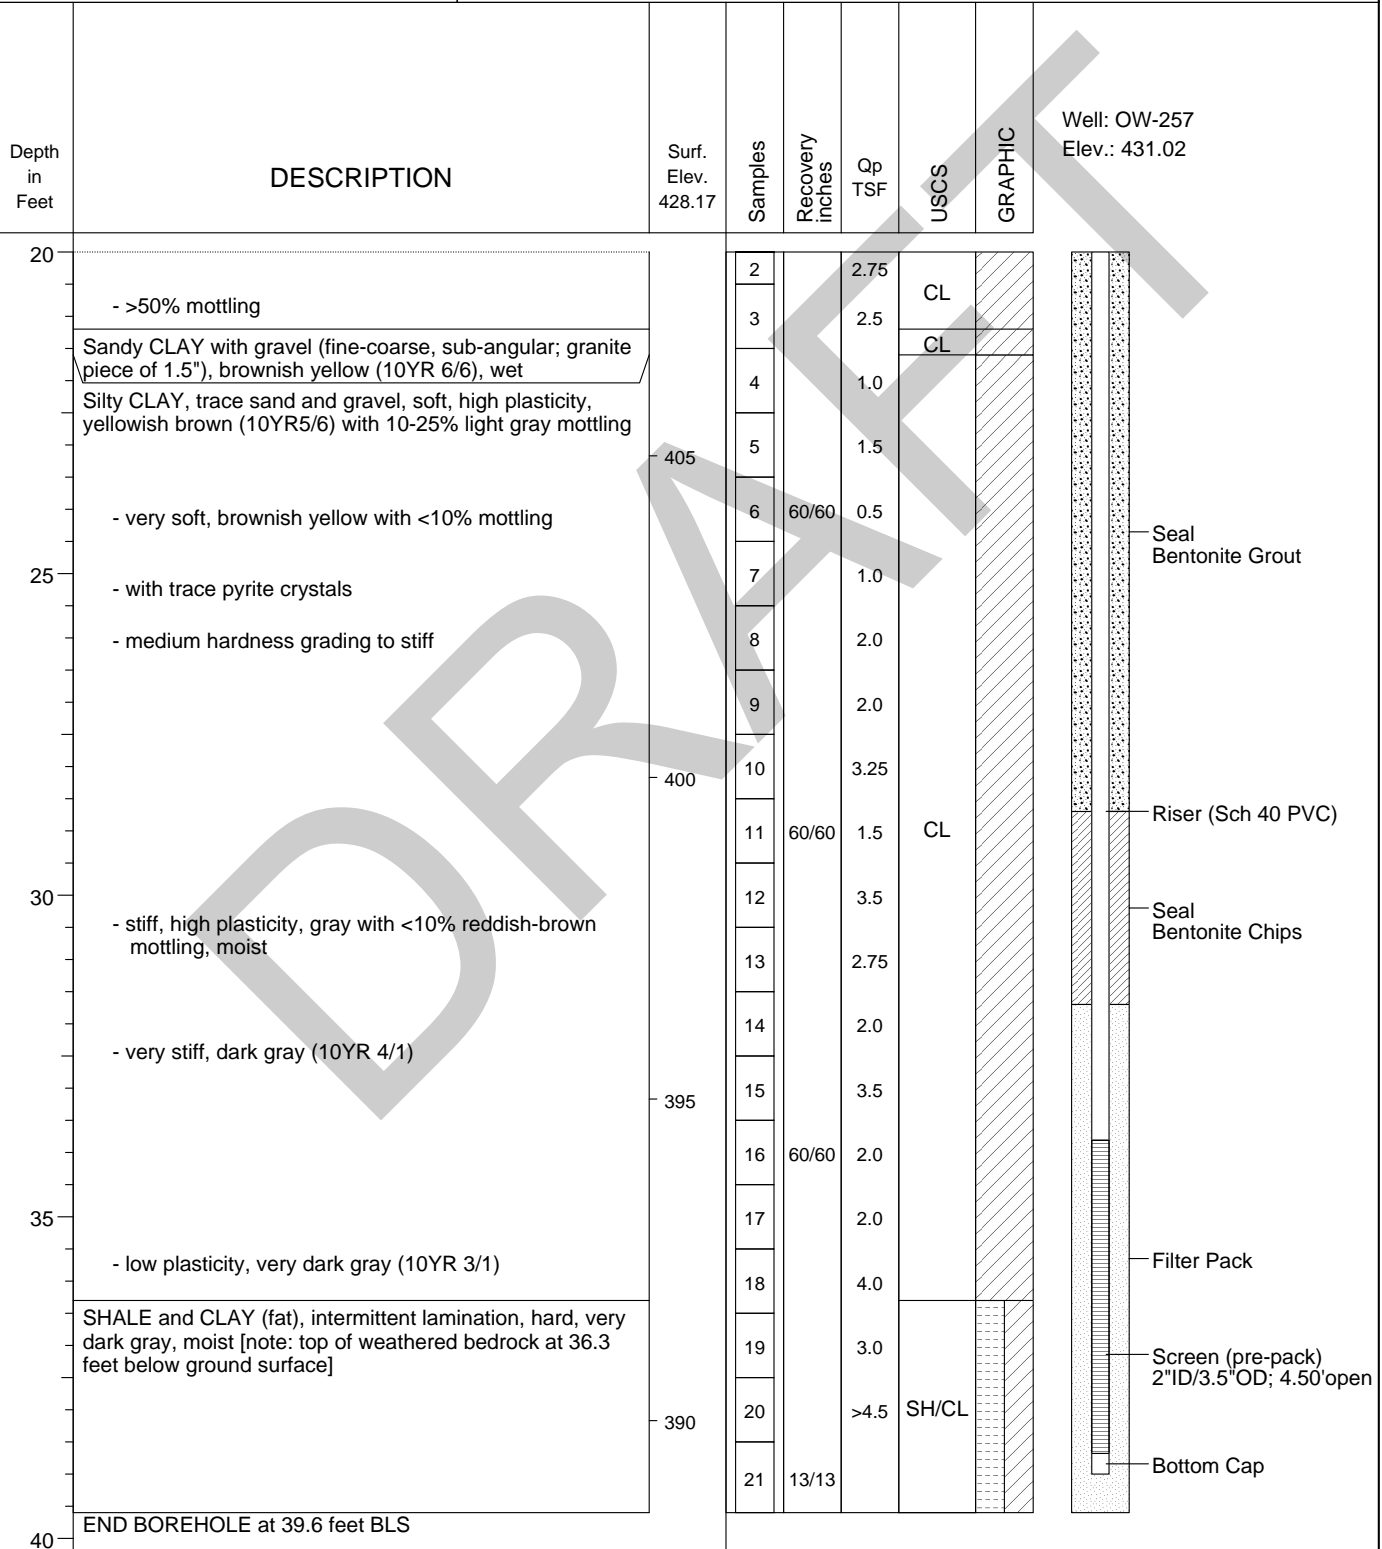 Depth
in
Feet
DESCRIPTION
Surf.
Elev.
428.17
Samples
Recovery
inches
Qp
TSF
USCS
GRAPHIC
Well: OW-257
Elev.: 431.02
DRAFT
20
- >50% mottling
Sandy CLAY with gravel (fine-coarse, sub-angular; granite
piece of 1.5"), brownish yellow (10YR 6/6), wet
Silty CLAY, trace sand and gravel, soft, high plasticity,
yellowish brown (10YR5/6) with 10-25% light gray mottling
- very soft, brownish yellow with <10% mottling
25
- with trace pyrite crystals
- medium hardness grading to stiff
30
- stiff, high plasticity, gray with <10% reddish-brown
mottling, moist
- very stiff, dark gray (10YR 4/1)
35
- low plasticity, very dark gray (10YR 3/1)
SHALE and CLAY (fat), intermittent lamination, hard, very
dark gray, moist [note: top of weathered bedrock at 36.3
feet below ground surface]
END BOREHOLE at 39.6 feet BLS
40
405
400
395
390
2 2.75
CL
3 2.5
CL
4 1.0
5 1.5
6 60/60 0.5
7 1.0
8 2.0
9 2.0
10 3.25
11 60/60 1.5 CL
12 3.5
13 2.75
14 2.0
15 3.5
16 60/60 2.0
17 2.0
18 4.0
19 3.0
20 >4.5 SH/CL
21 13/13
Seal
Bentonite Grout
Riser (Sch 40 PVC)
Seal
Bentonite Chips
Filter Pack
Screen (pre-pack)
2"ID/3.5"OD; 4.50'open
Bottom Cap